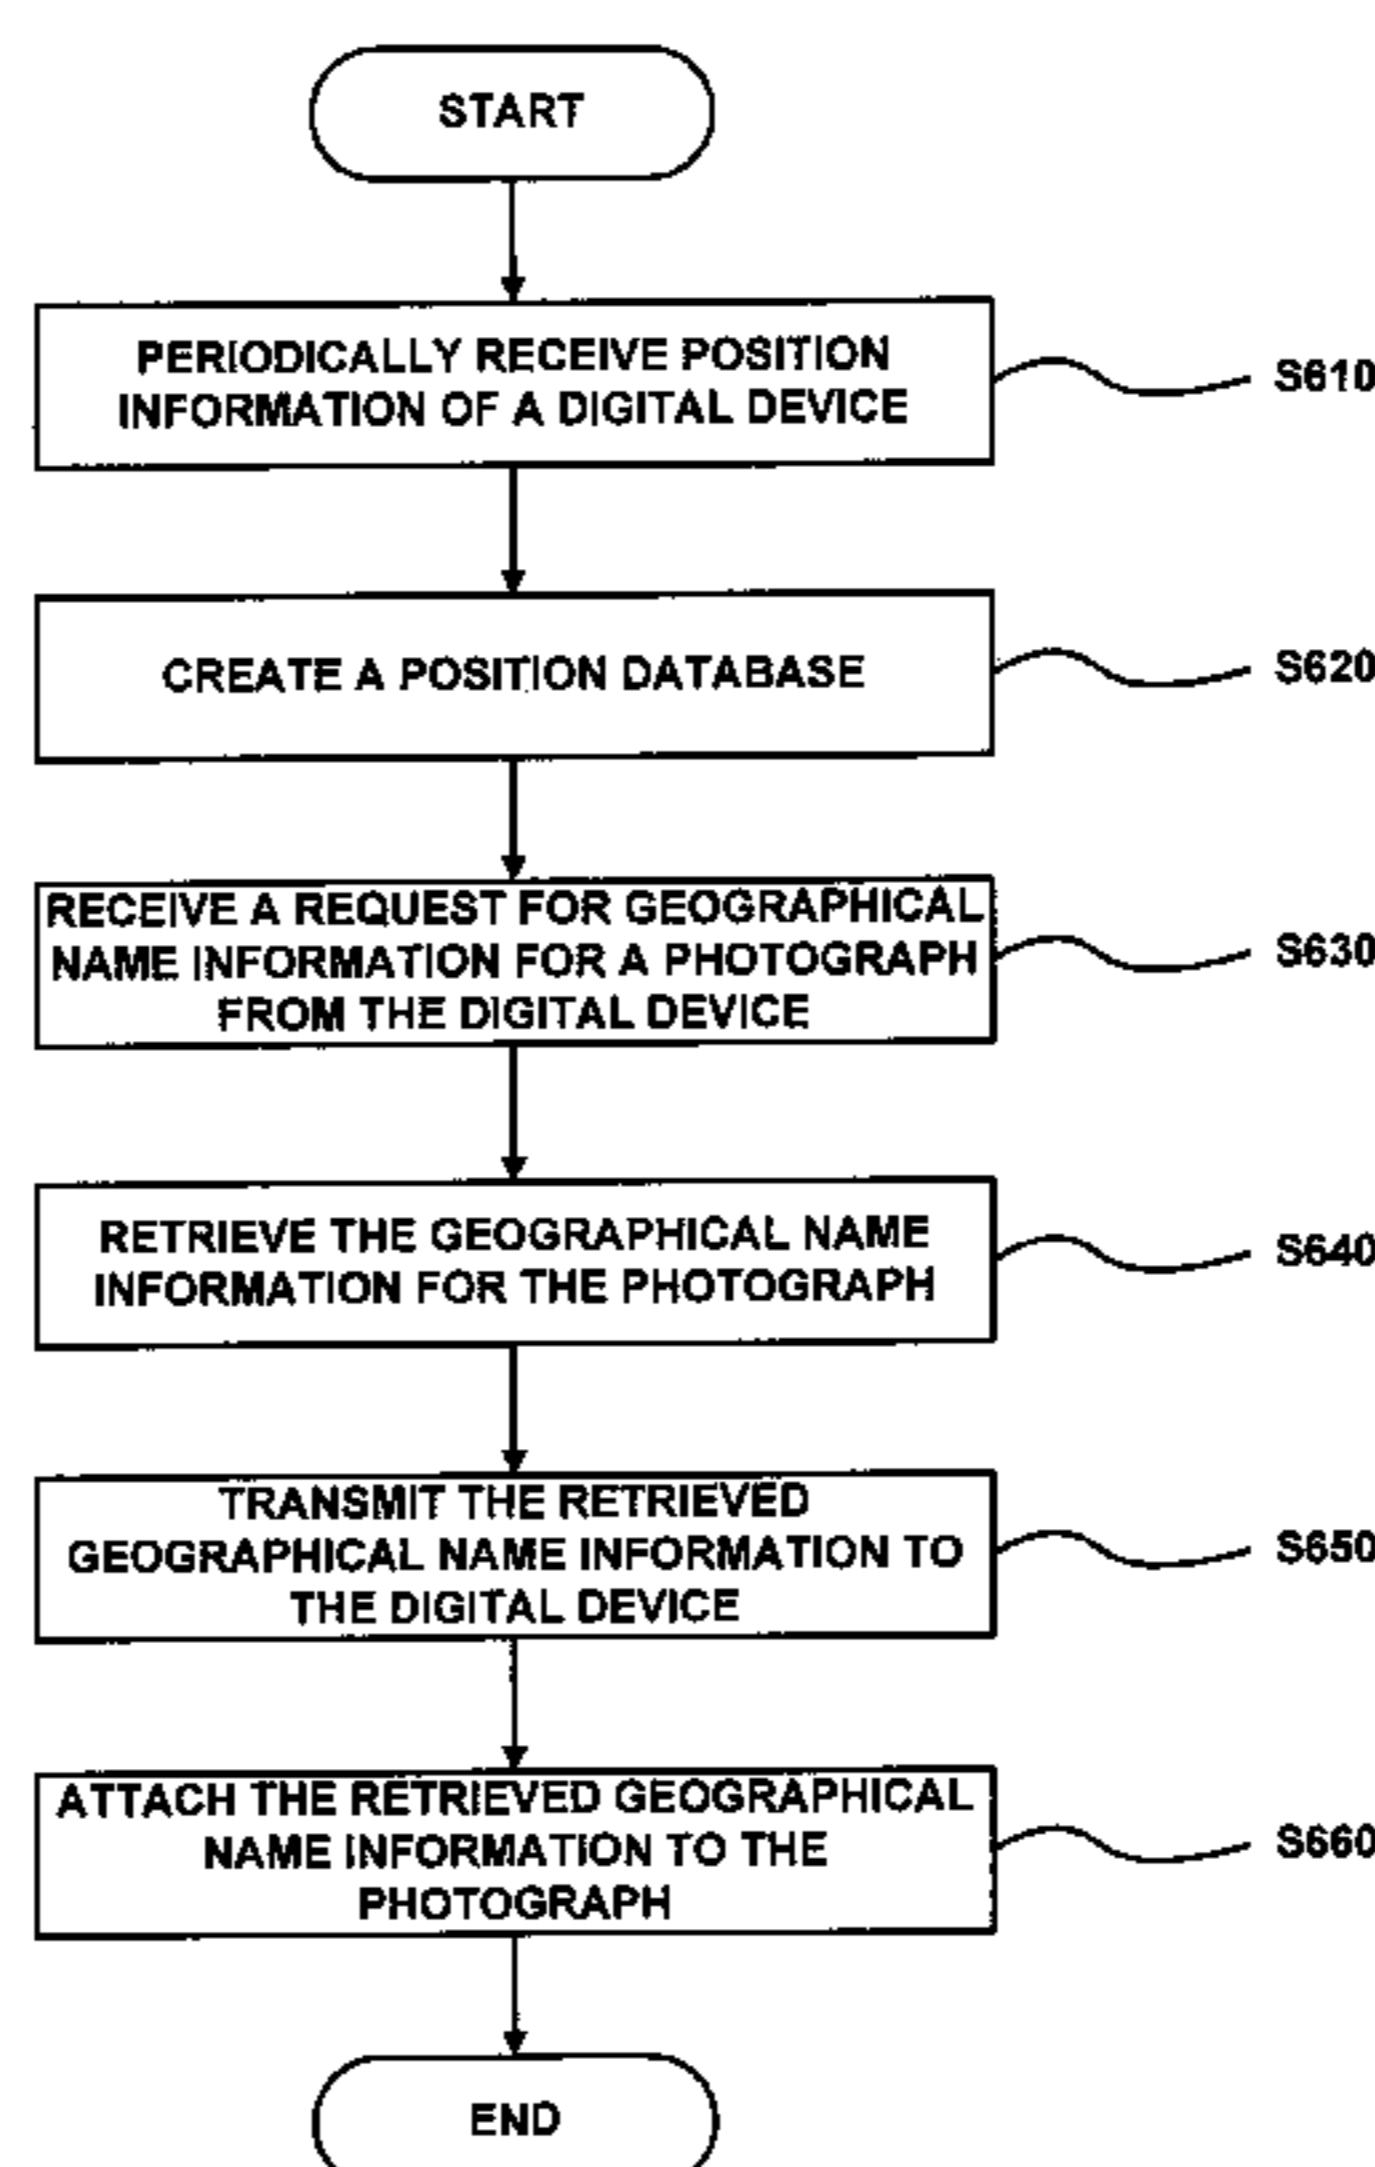 START
PERIODICALLY RECEIVE POSITION
INFORMATION OF A DIGITAL DEVICE
S610
CREATE A POSITION DATABASE
S620
RECEIVE A REQUEST FOR GEOGRAPHICAL
NAME INFORMATION FOR A PHOTOGRAPH
FROM THE DIGITAL DEVICE
S630
RETRIEVE THE GEOGRAPHICAL NAME
INFORMATION FOR THE PHOTOGRAPH
S640
TRANSMIT THE RETRIEVED
GEOGRAPHICAL NAME INFORMATION TO
THE DIGITAL DEVICE
S650
ATTACH THE RETRIEVED GEOGRAPHICAL
NAME INFORMATION TO THE
PHOTOGRAPH
S660
END